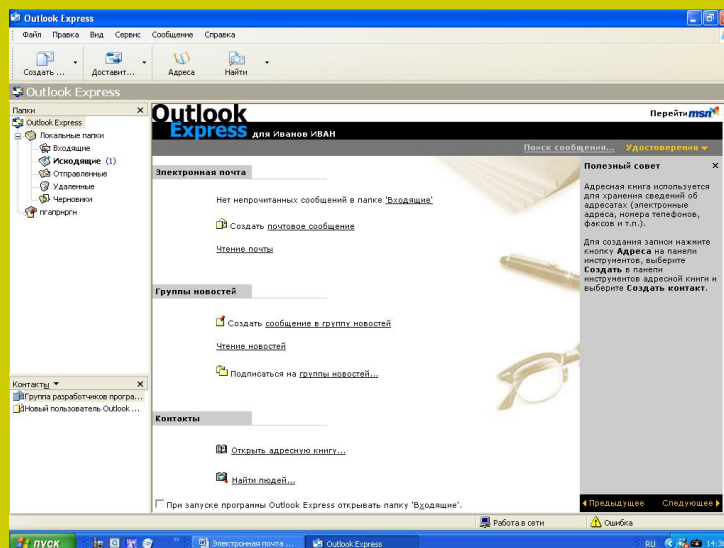 Outlook Express
Файл Правка Вид Сервис Сообщение Справка
Создать ... Доставит... Адреса Найти
Outlook Express
Папки
Outlook Express
Локальные папки
Входящие
Исходящие (1)
Отправленные
Удаленные
Черновики
пгапрнргн
Контакты
Группа разработчиков програ...
Новый пользователь Outlook ...
Outlook
Express для Иванов ИВАН
Перейти msn
Поиск сообщения... Удостоверения
Электронная почта
Нет непрочитанных сообщений в папке 'Входящие'
Создать почтовое сообщение
Чтение почты
Группы новостей
Создать сообщение в группу новостей
Чтение новостей
Подписаться на группы новостей...
Контакты
Открыть адресную книгу...
Найти людей...
При запуске программы Outlook Express открывать папку 'Входящие'.
Полезный совет
Адресная книга используется
для хранения сведений об
адресатах (электронные
адреса, номера телефонов,
факсов и т.п.).
Для создания записи нажмите
кнопку Адреса на панели
инструментов, выберите
Создать в панели
инструментов адресной книги и
выберите Создать контакт.
Предыдущее Следующее
Работа в сети Ошибка
пуск
Электронная почта ...
Outlook Express
RU